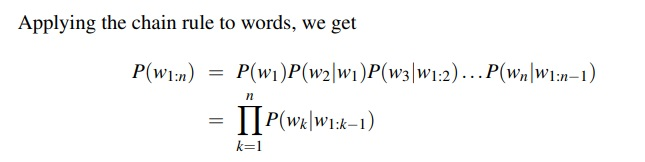 Applying the chain rule to words, we get
P(w₁:ₙ) = P(w₁)P(w₂|w₁)P(w₃|w₁:₂)...P(wₙ|w₁:ₙ₋₁)
= ∏ₖ₌₁ⁿ P(wₖ|w₁:ₖ₋₁)